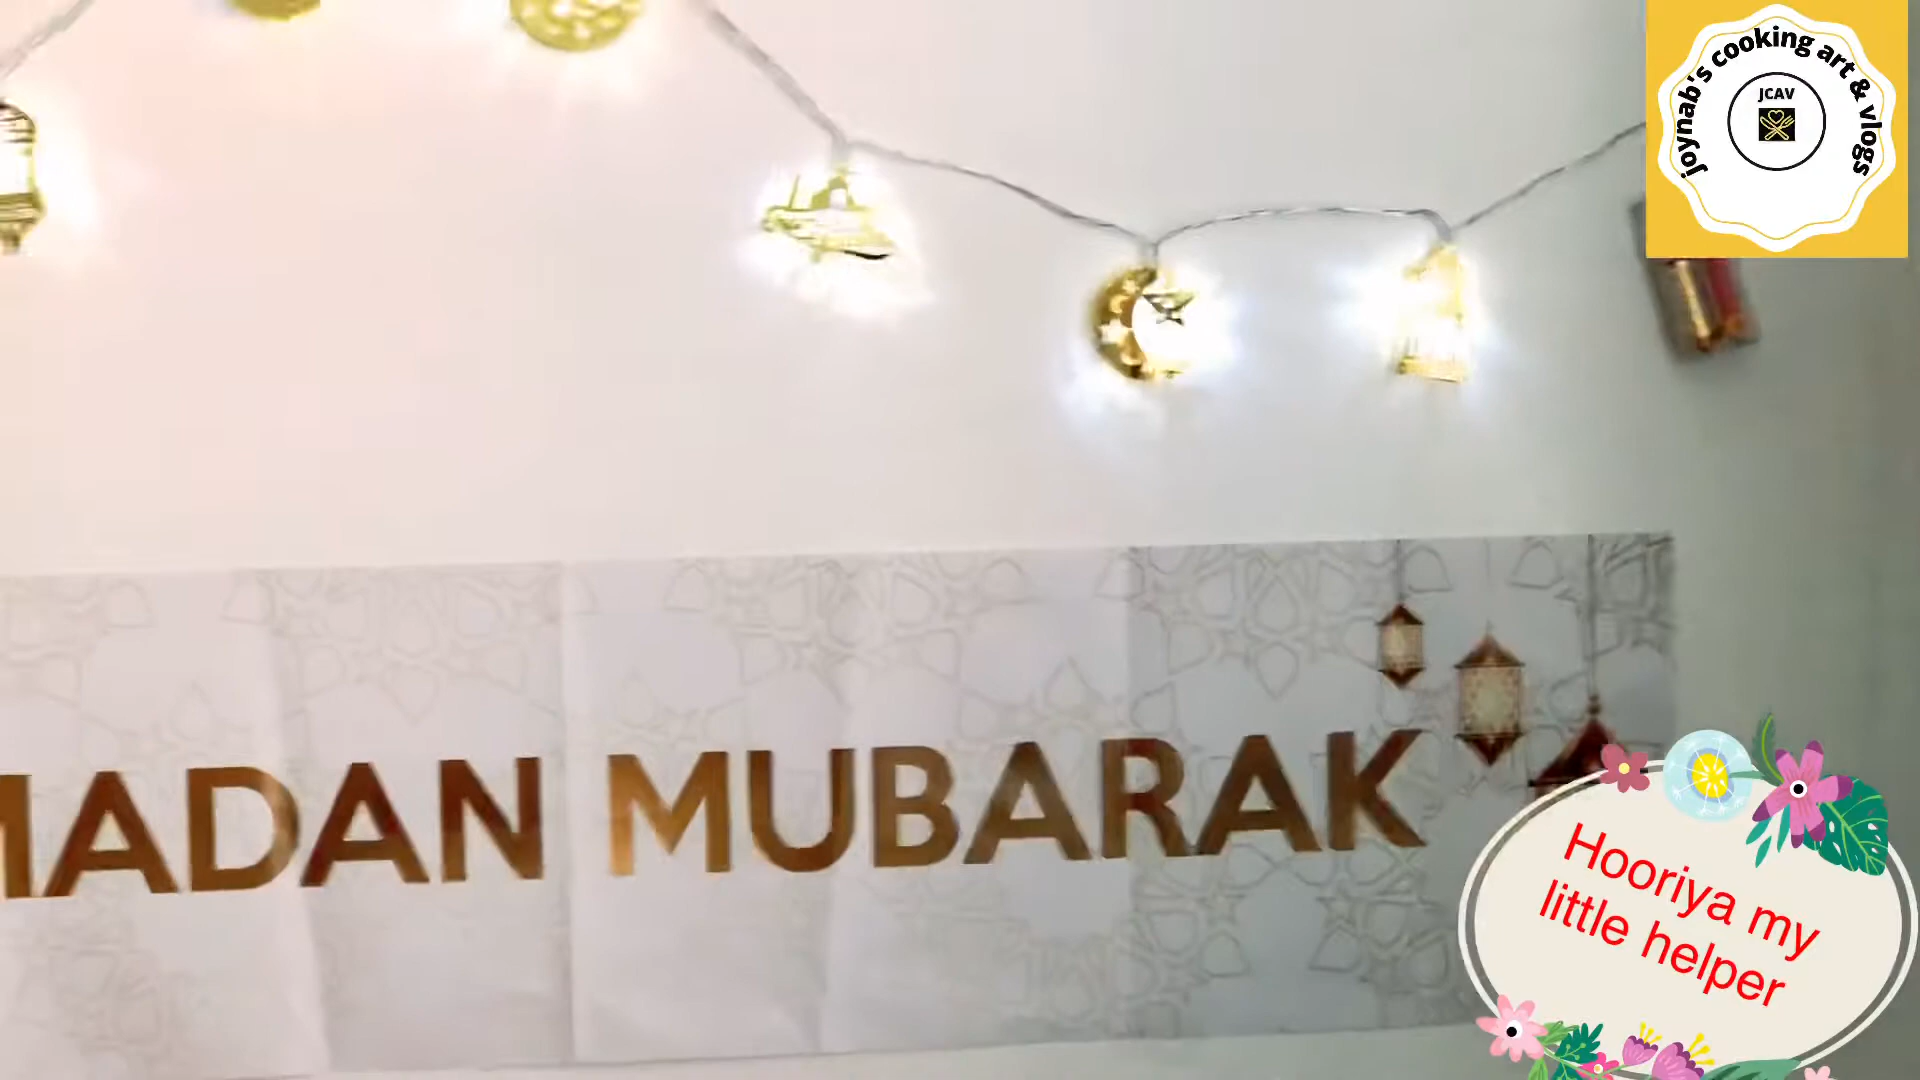 joynab's cooking art & vlogs
JCAV
MADAN MUBARAK
Hooriya my
little helper